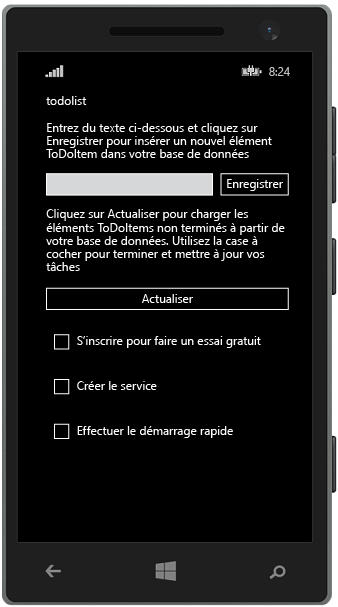 8:24
todolist
Entrez du texte ci-dessous et cliquez sur
Enregistrer pour insérer un nouvel élément
ToDoItem dans votre base de données
Enregistrer
Cliquez sur Actualiser pour charger les
éléments ToDoItems non terminés à partir de
votre base de données. Utilisez la case à
cocher pour terminer et mettre à jour vos
tâches
Actualiser
S'inscrire pour faire un essai gratuit
Créer le service
Effectuer le démarrage rapide